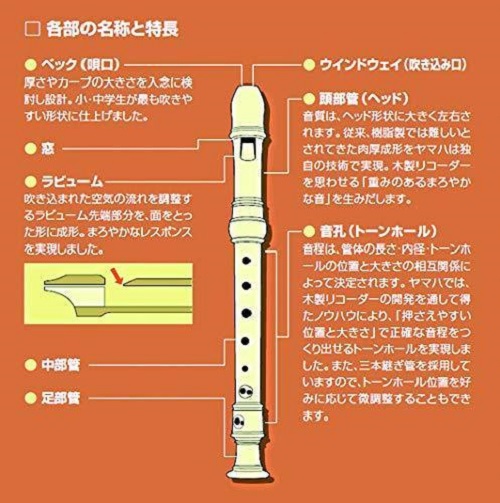 □ 各部の名称と特長
● ベック(唄口)
厚さやカーブの大きさを入念に検
討し設計。小・中学生が最も吹きや
すい形状に仕上げました。
● 窓
● ラビューム
吹き込まれた空気の流れを調整す
るラビューム先端部分を、面をとっ
た形に成形。まろやかなレスポンス
を実現しました。
● 中部管
● 足部管
● ウインドウェイ(吹き込み口)
● 頭部管(ヘッド)
音質は、ヘッド形状に大きく左右さ
れます。従来、樹脂製では難しいと
されてきた肉厚成形をヤマハは独
自の技術で実現。木製リコーダー
を思わせる「重みのあるまろやか
な音」を生みだします。
● 音孔(トーンホール)
音程は、管体の長さ・内径・トーンホ
ールの位置と大きさの相互関係に
よって決定されます。ヤマハでは、
木製リコーダーの開発を通して得
たノウハウにより、「押さえやすい
位置と大きさ」で正確な音程をつ
くり出せるトーンホールを実現しま
した。また、三本継ぎ管を採用して
いますので、トーンホール位置を好
みに応じて微調整することもでき
ます。